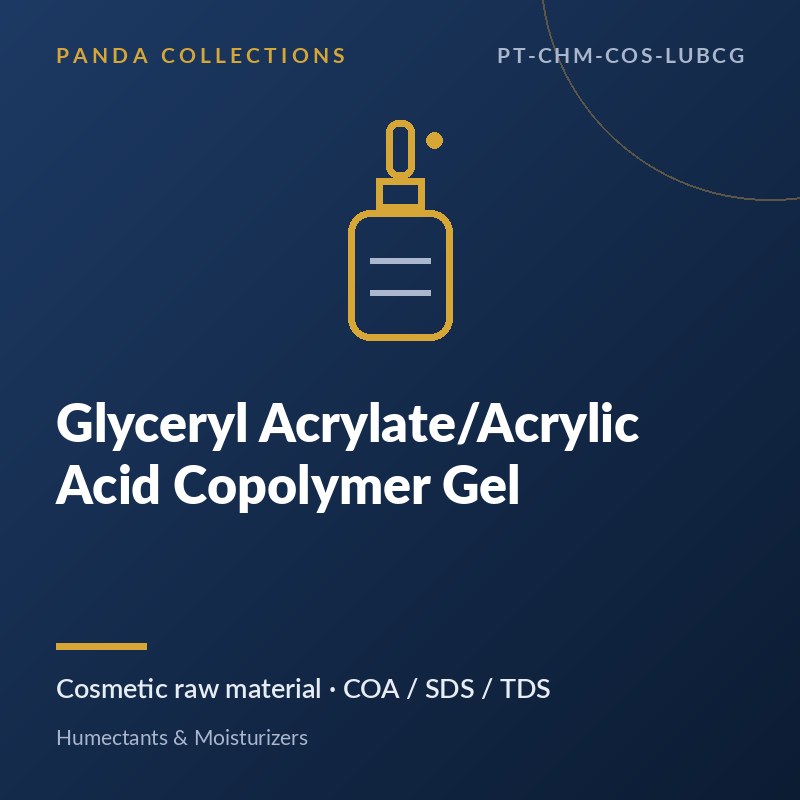 PANDA COLLECTIONS
PT-CHM-COS-LUBCG
Glyceryl Acrylate/Acrylic
Acid Copolymer Gel
Cosmetic raw material · COA / SDS / TDS
Humectants & Moisturizers